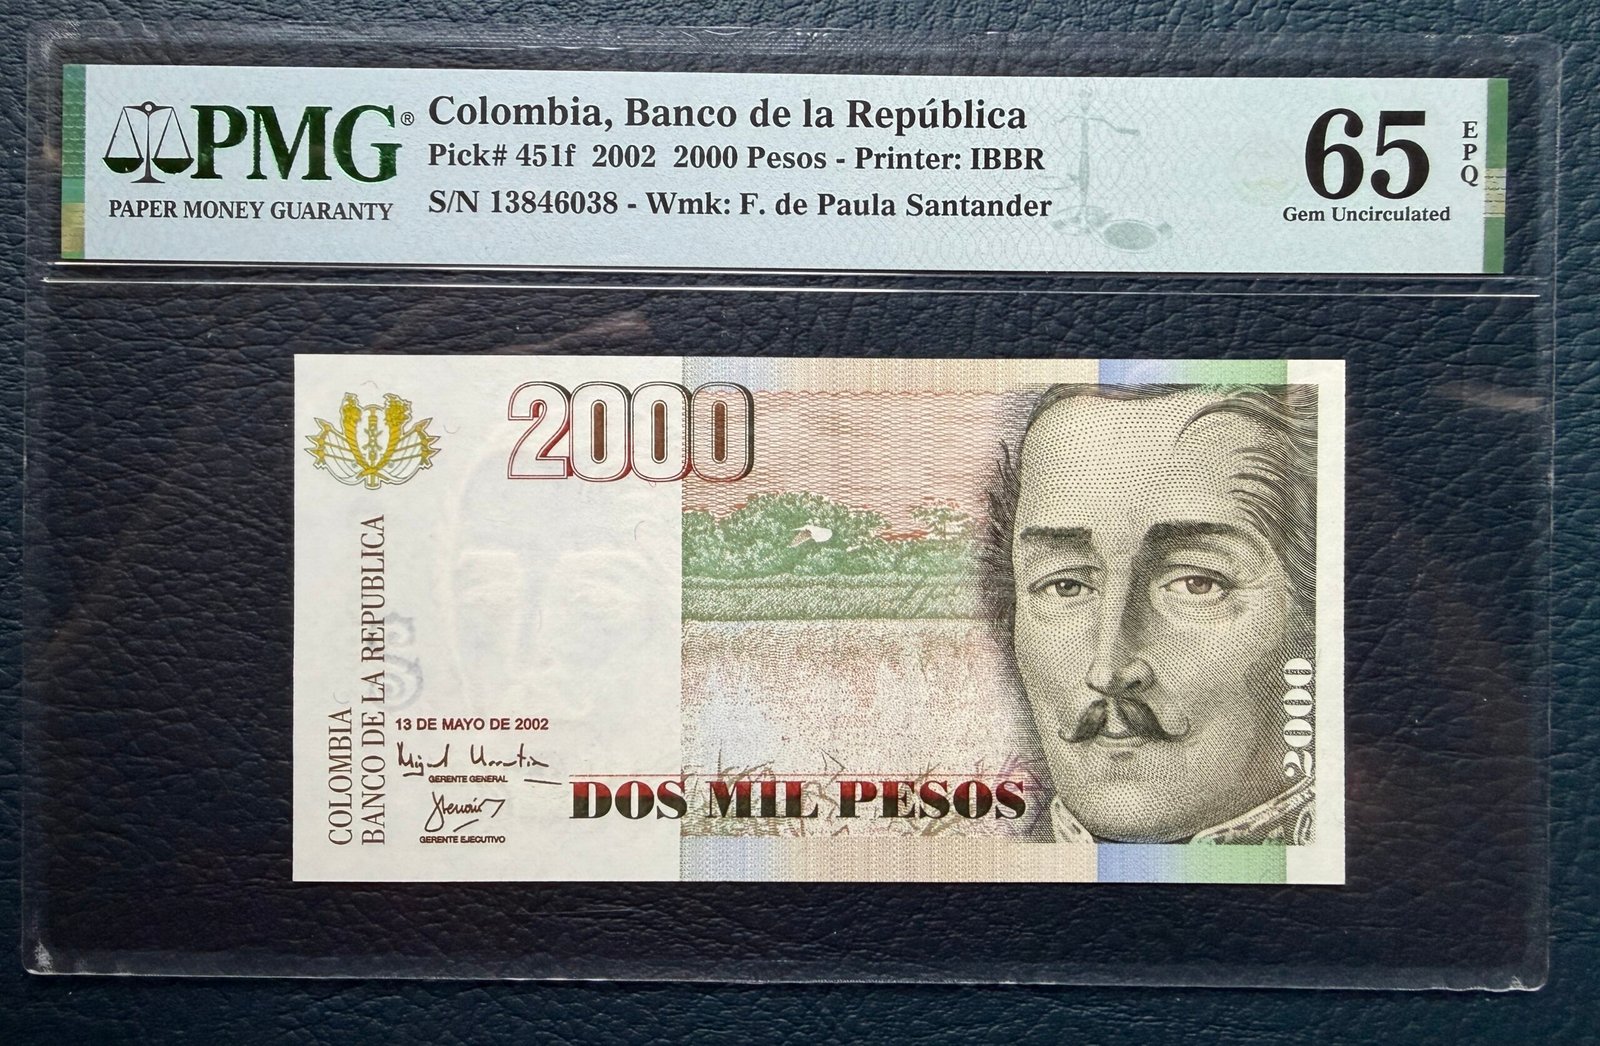 PMG®
PAPER MONEY GUARANTY
Colombia, Banco de la República
Pick# 451f 2002 2000 Pesos - Printer: IBBR
S/N 13846038 - Wmk: F. de Paula Santander
65
EPQ
Gem Uncirculated
2000
COLOMBIA
BANCO DE LA REPUBLICA
13 DE MAYO DE 2002
GERENTE GENERAL
GERENTE EJECUTIVO
DOS MIL PESOS
2000